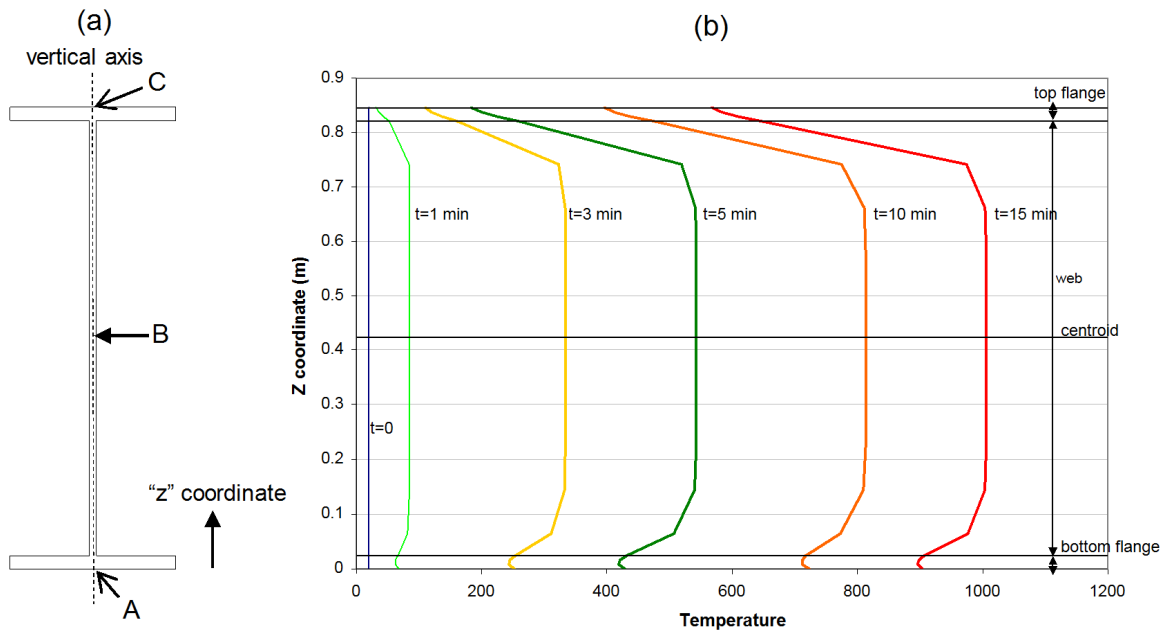 (a)
vertical axis
C
B
“z” coordinate
A
(b)
Z coordinate (m)
0.9
0.8
0.7
0.6
0.5
0.4
0.3
0.2
0.1
0
top flange
t=1 min
t=3 min
t=5 min
t=10 min
t=15 min
web
centroid
t=0
bottom flange
0
200
400
600
800
1000
1200
Temperature